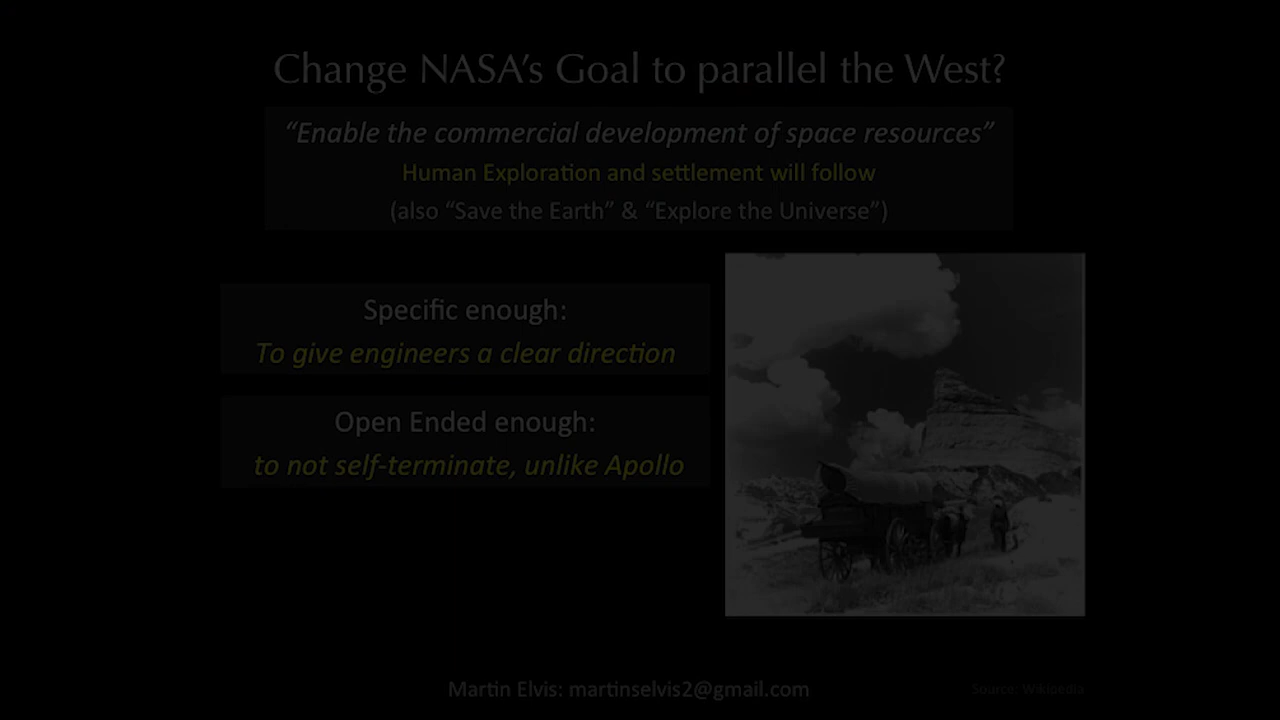 Change NASA’s Goal to parallel the West?
“Enable the commercial development of space resources”
Human Exploration and settlement will follow
(also “Save the Earth” & “Explore the Universe”)
Specific enough:
To give engineers a clear direction
Open Ended enough:
to not self-terminate, unlike Apollo
Martin Elvis: martinselvis2@gmail.com
Source: Wikipedia